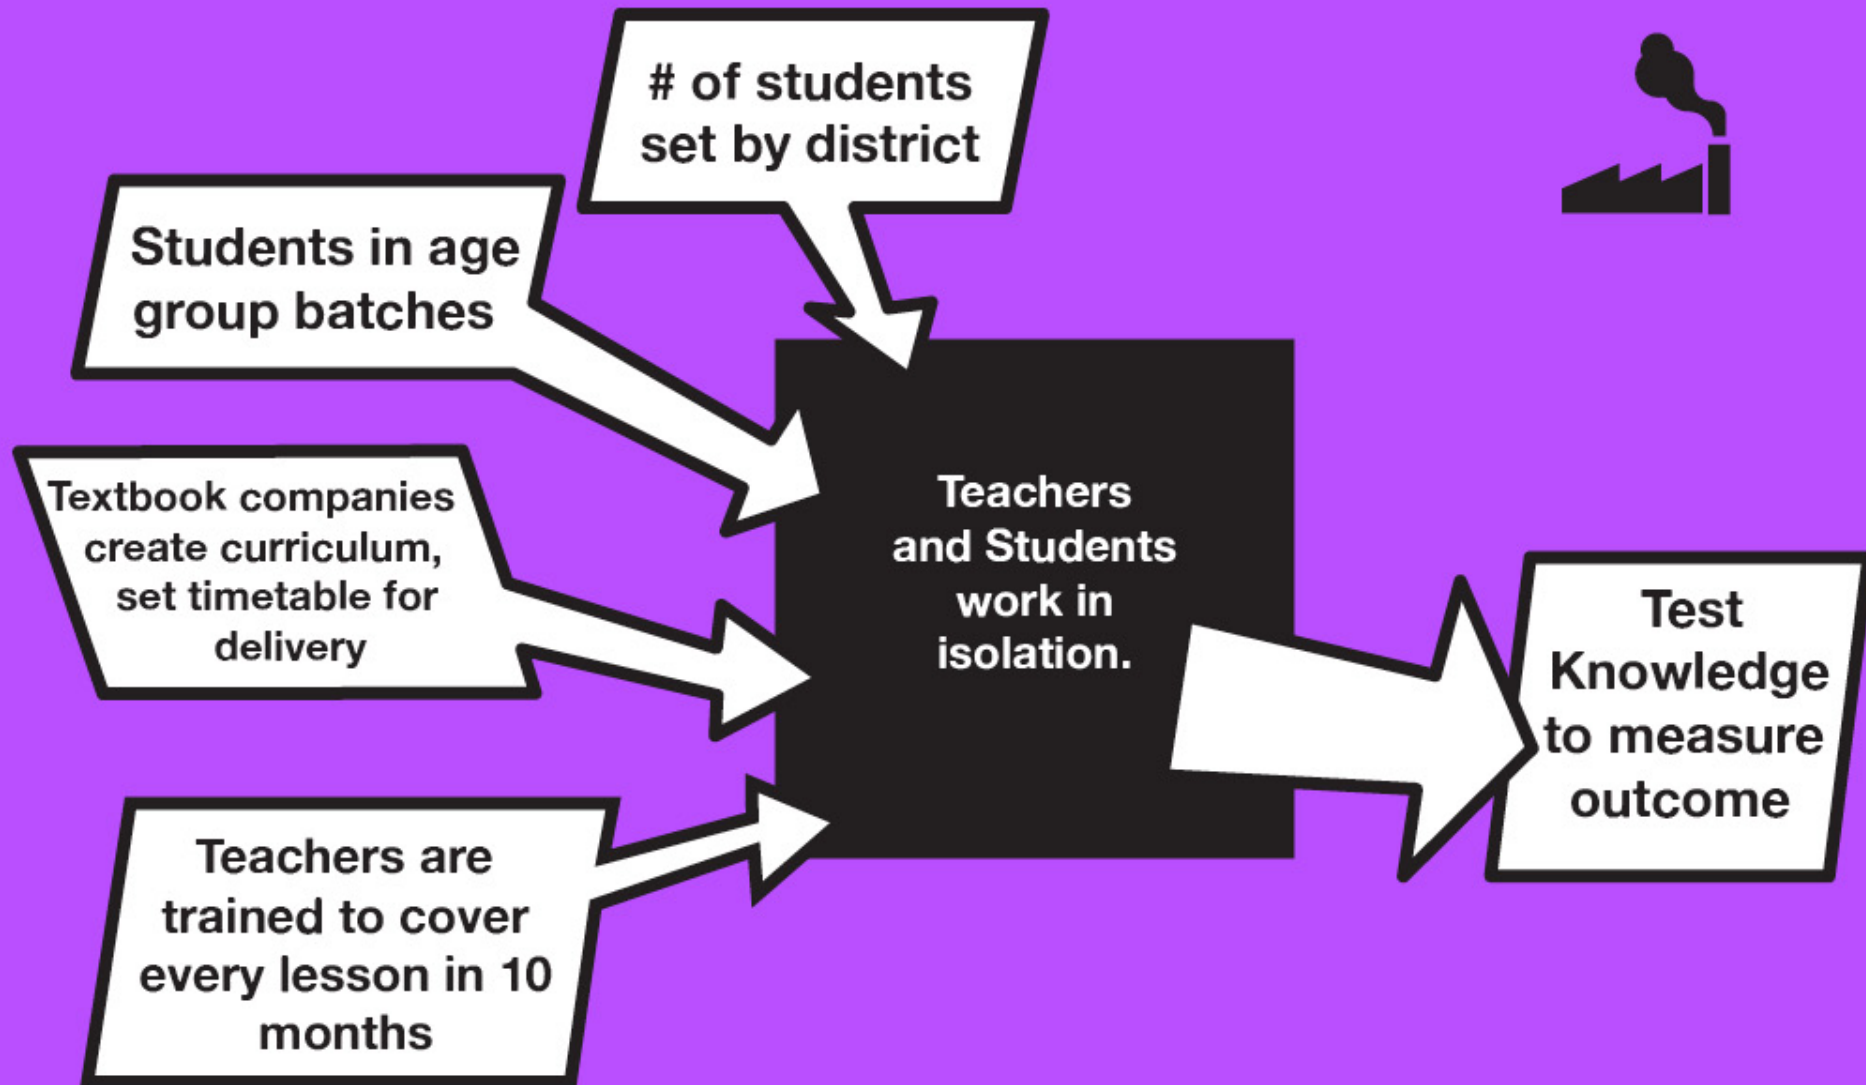 # of students
set by district
Students in age
group batches
Textbook companies
create curriculum,
set timetable for
delivery
Teachers are
trained to cover
every lesson in 10
months
Teachers
and Students
work in
isolation.
Test
Knowledge
to measure
outcome